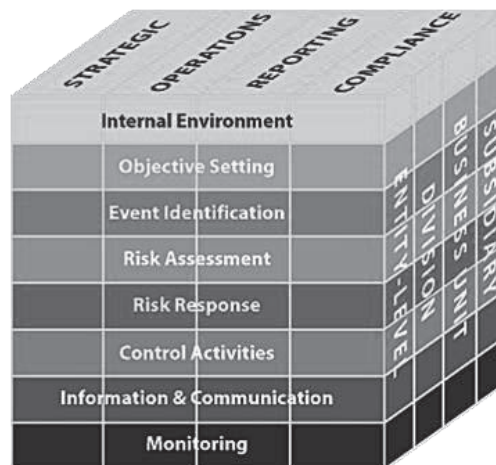 STRATEGIC
OPERATIONS
REPORTING
COMPLIANCE
Internal Environment
Objective Setting
Event Identification
Risk Assessment
Risk Response
Control Activities
Information & Communication
Monitoring
ENTITY-LEVEL
DIVISION
BUSINESS UNIT
SUBSIDIARY